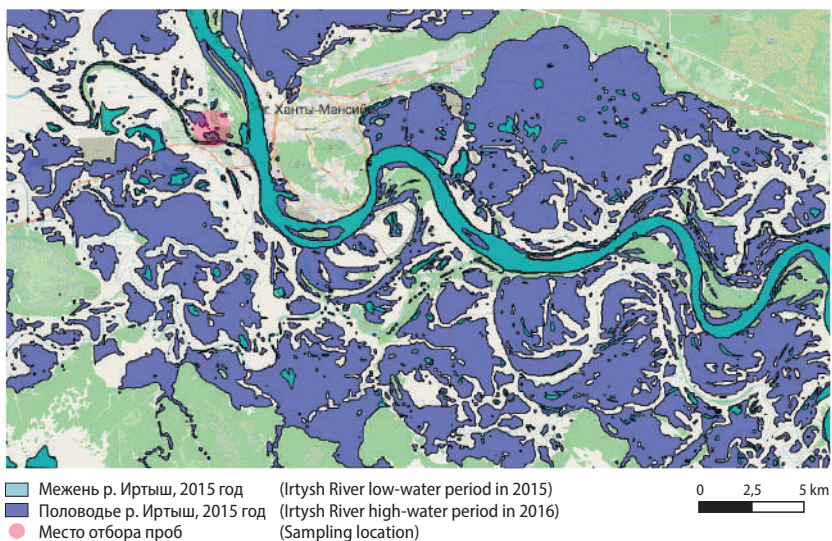 г. Ханты-Мансийс
Межень р. Иртыш, 2015 год (Irtysh River low-water period in 2015)
Половодье р. Иртыш, 2015 год (Irtysh River high-water period in 2016)
Место отбора проб (Sampling location)
0 2,5 5 km